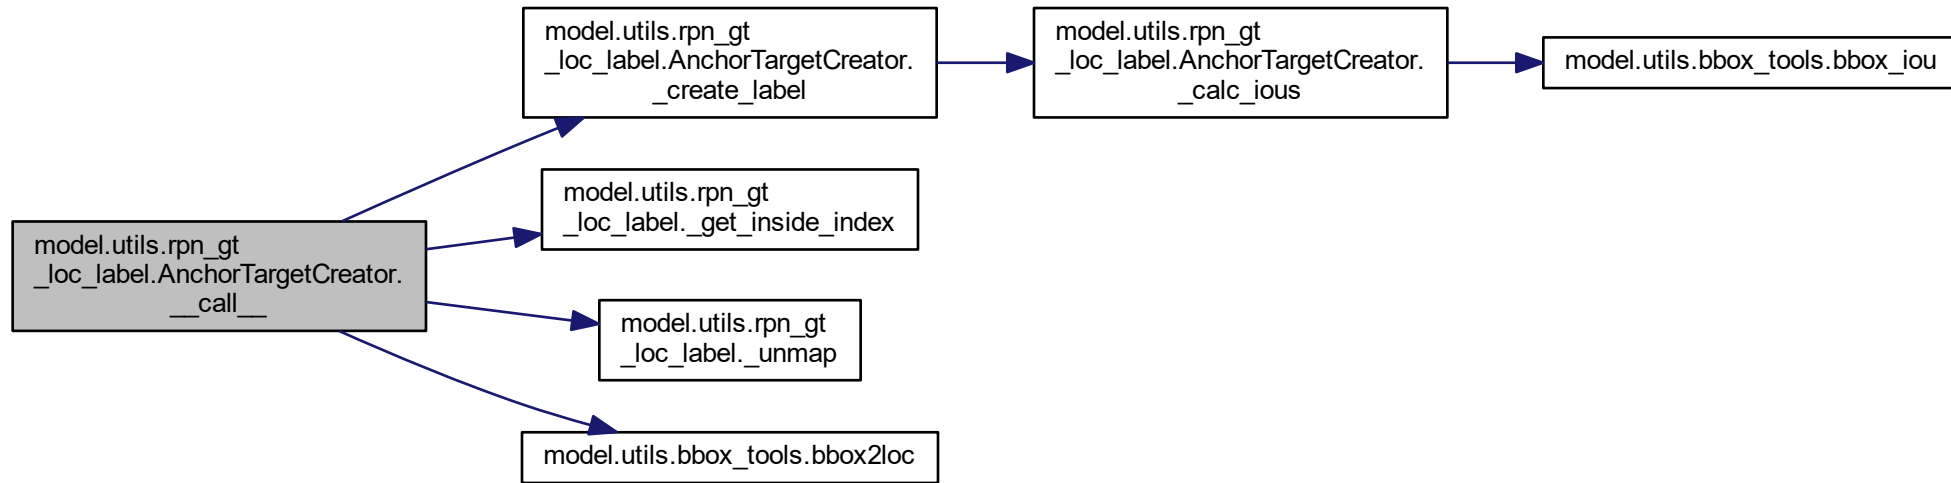 model.utils.rpn_gt
_loc_label.AnchorTargetCreator.
__call__
model.utils.rpn_gt
_loc_label.AnchorTargetCreator.
_create_label
model.utils.rpn_gt
_loc_label.AnchorTargetCreator.
_calc_ious
model.utils.bbox_tools.bbox_iou
model.utils.rpn_gt
_loc_label._get_inside_index
model.utils.rpn_gt
_loc_label._unmap
model.utils.bbox_tools.bbox2loc